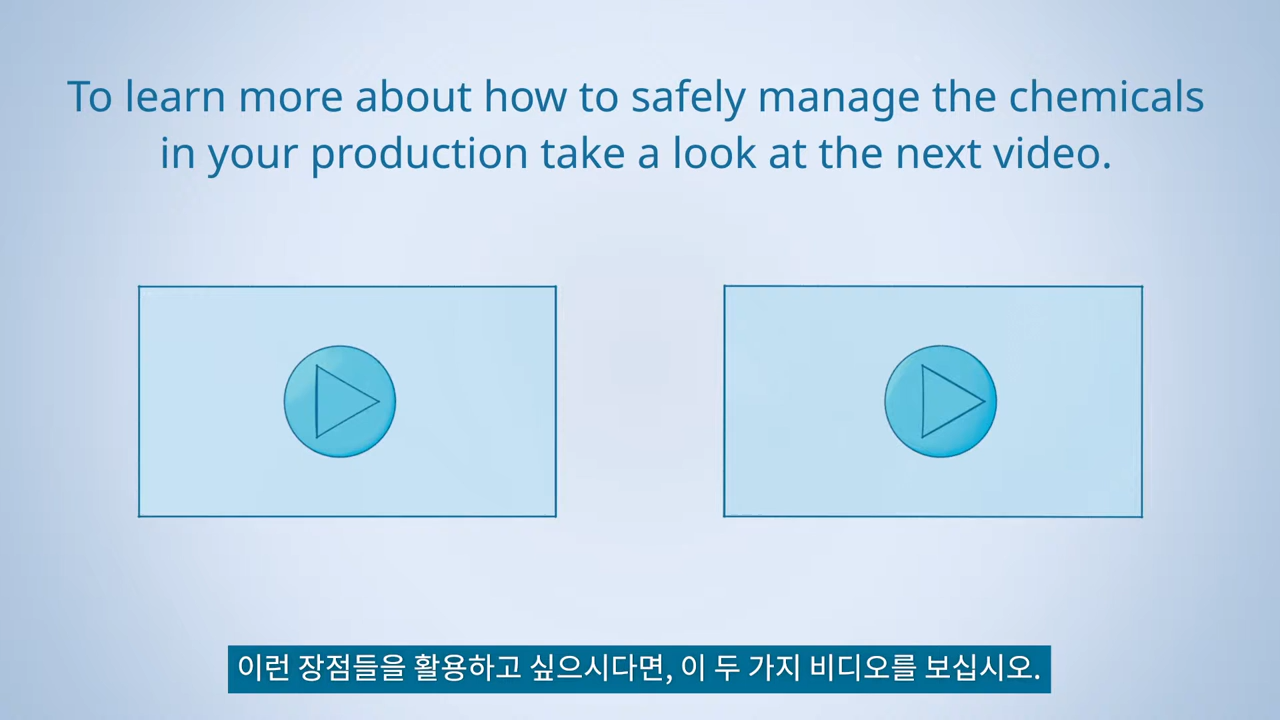 To learn more about how to safely manage the chemicals
in your production take a look at the next video.
이런 장점들을 활용하고 싶으시다면, 이 두 가지 비디오를 보십시오.